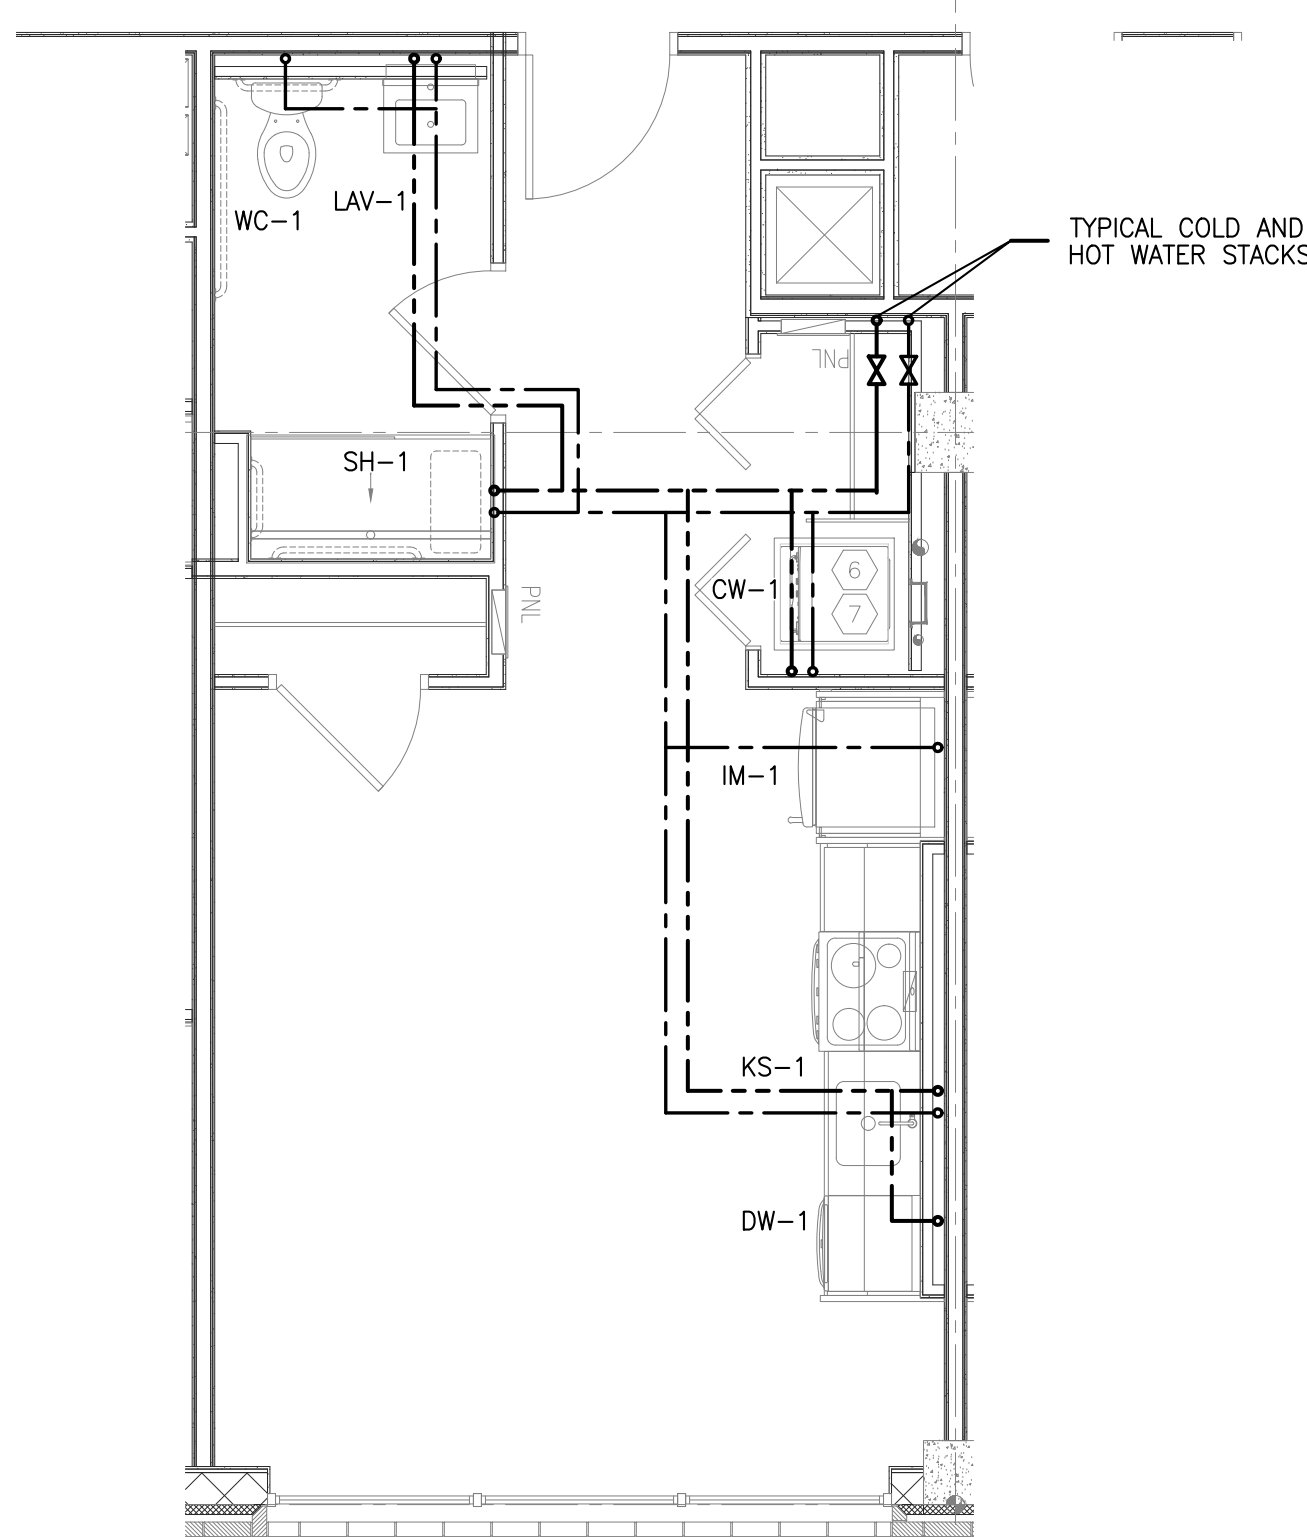 LAV-1
WC-1
TYPICAL COLD AND
HOT WATER STACKS
PNL
SH-1
6
CW-1
PNL
7
IM-1
KS-1
DW-1